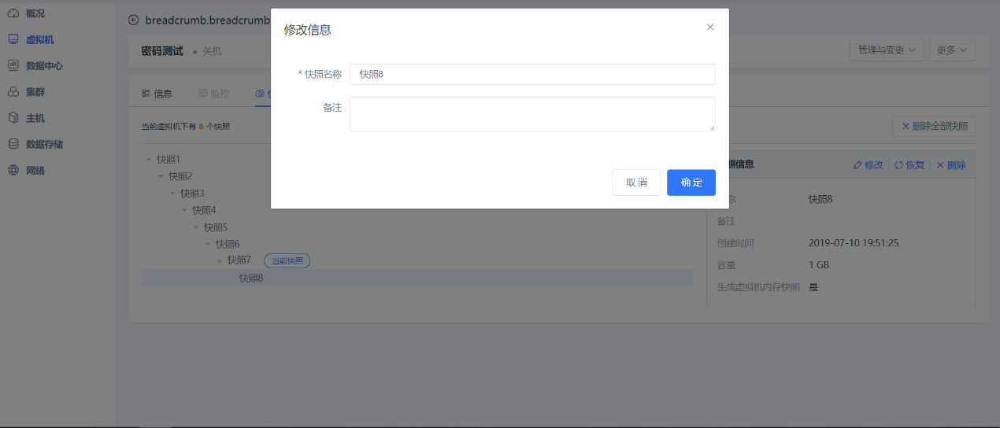 概况
虚拟机
数据中心
集群
主机
数据存储
网络
breadcrumb.breadcrumb
密码测试 关机
管理与变更 更多
信息 监控
当前虚拟机下有 8 个快照
删除全部快照
快照1
快照2
快照3
快照4
快照5
快照6
快照7 当前快照
快照8
修改信息
* 快照名称 快照8
备注
取消 确定
照信息 修改 恢复 删除
称 快照8
备注
创建时间 2019-07-10 19:51:25
容量 1 GB
生成虚拟机内存快照 是